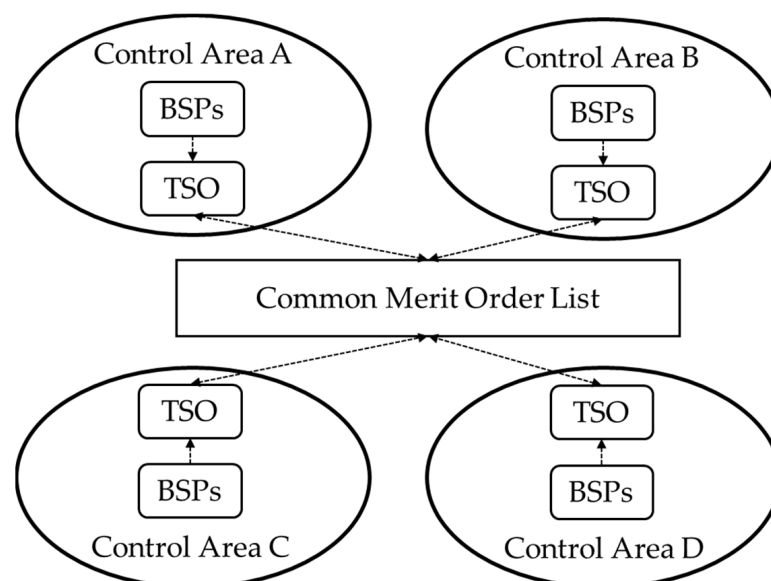 Control Area A
BSPs
TSO
Control Area B
BSPs
TSO
Common Merit Order List
TSO
BSPs
Control Area C
TSO
BSPs
Control Area D